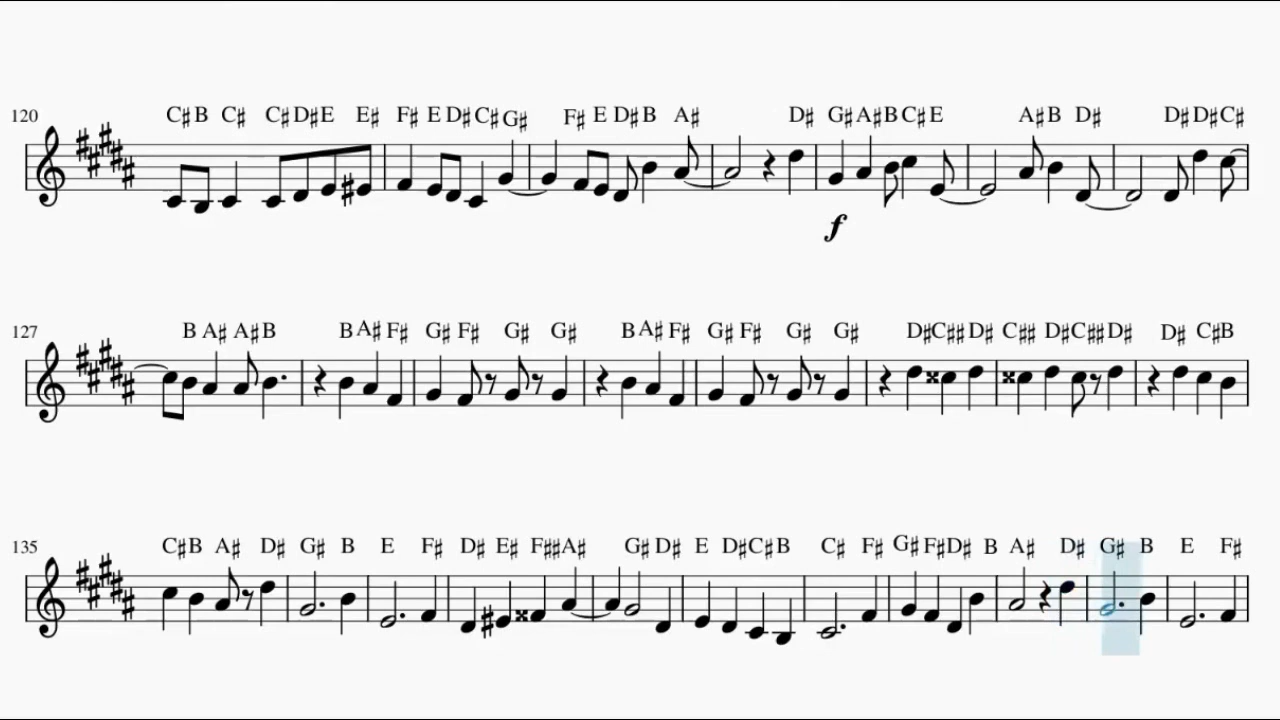 120 C♯ B C♯ C♯ D♯ E E♯ F♯ E D♯ C♯ G♯ F♯ E D♯ B A♯ D♯ G♯ A♯ B C♯ E A♯ B D♯ D♯ D♯ C♯
f
127 B A♯ A♯ B B A♯ F♯ G♯ F♯ G♯ G♯ B A♯ F♯ G♯ F♯ G♯ G♯ D♯ C♯♯ D♯ C♯♯ D♯ C♯♯ D♯ D♯ C♯ B
135 C♯ B A♯ D♯ G♯ B E F♯ D♯ E♯ F♯♯ A♯ G♯ D♯ E D♯ C♯ B C♯ F♯ G♯ F♯ D♯ B A♯ D♯ G♯ B E F♯